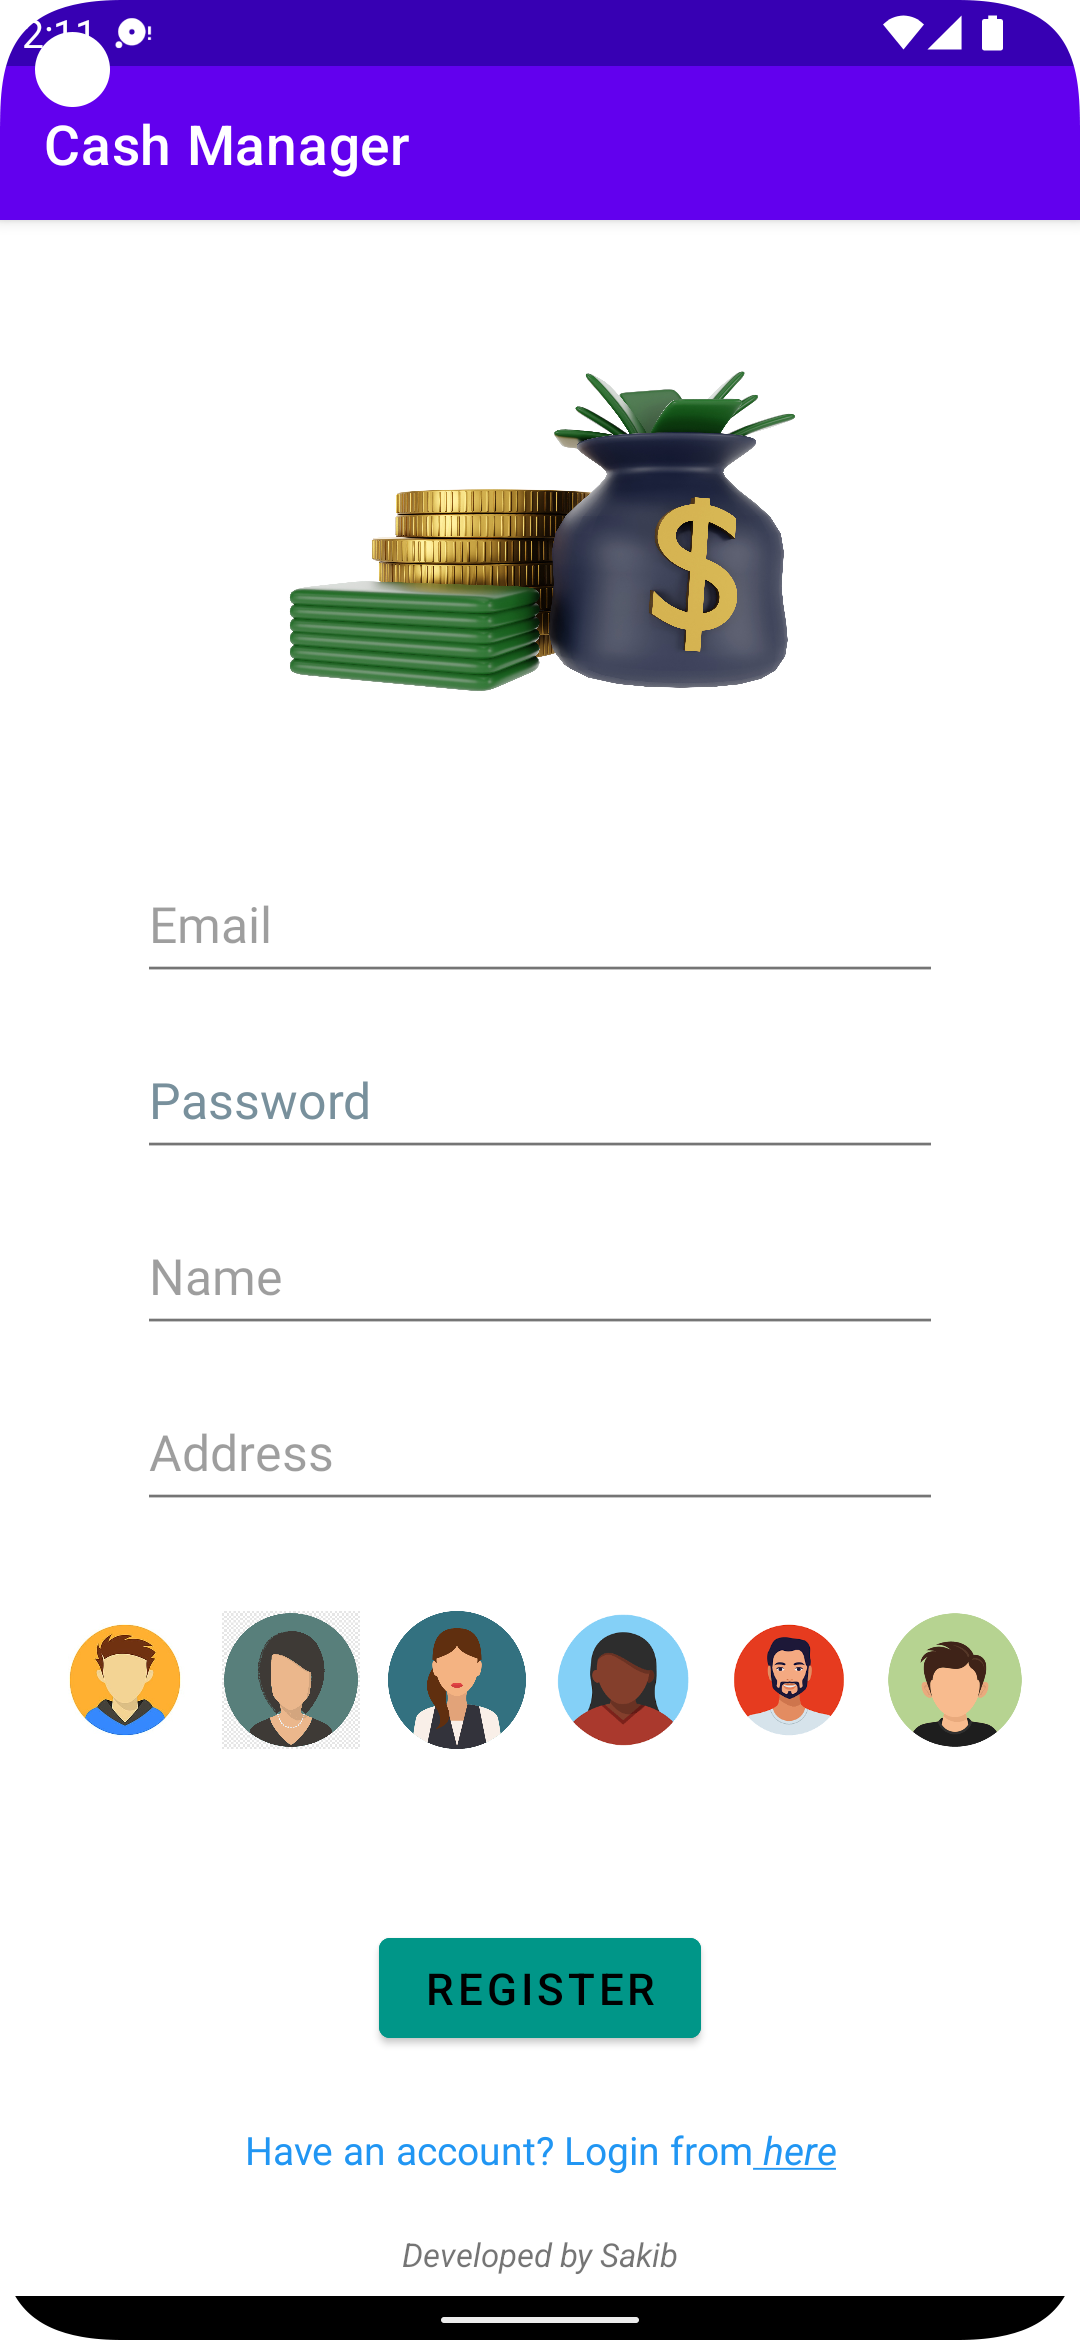 2:11
Cash Manager
Email
Password
Name
Address
REGISTER
Have an account? Login from here
Developed by Sakib